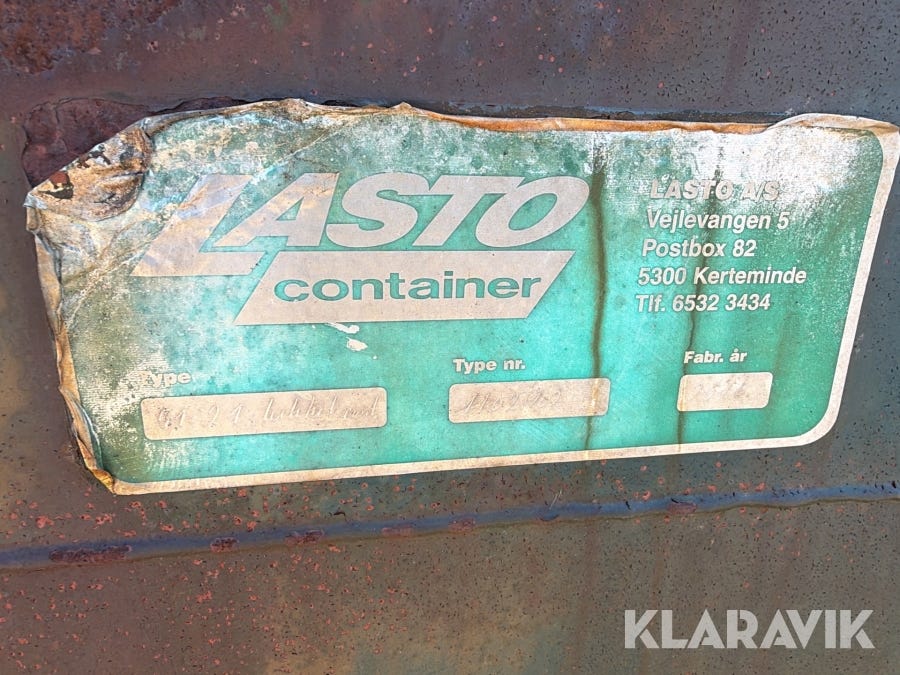 LASTO
container
LASTO A/S
Vejlevangen 5
Postbox 82
5300 Kerteminde
Tlf. 6532 3434
Type
Type nr.
Fabr. år
KLARAVIK